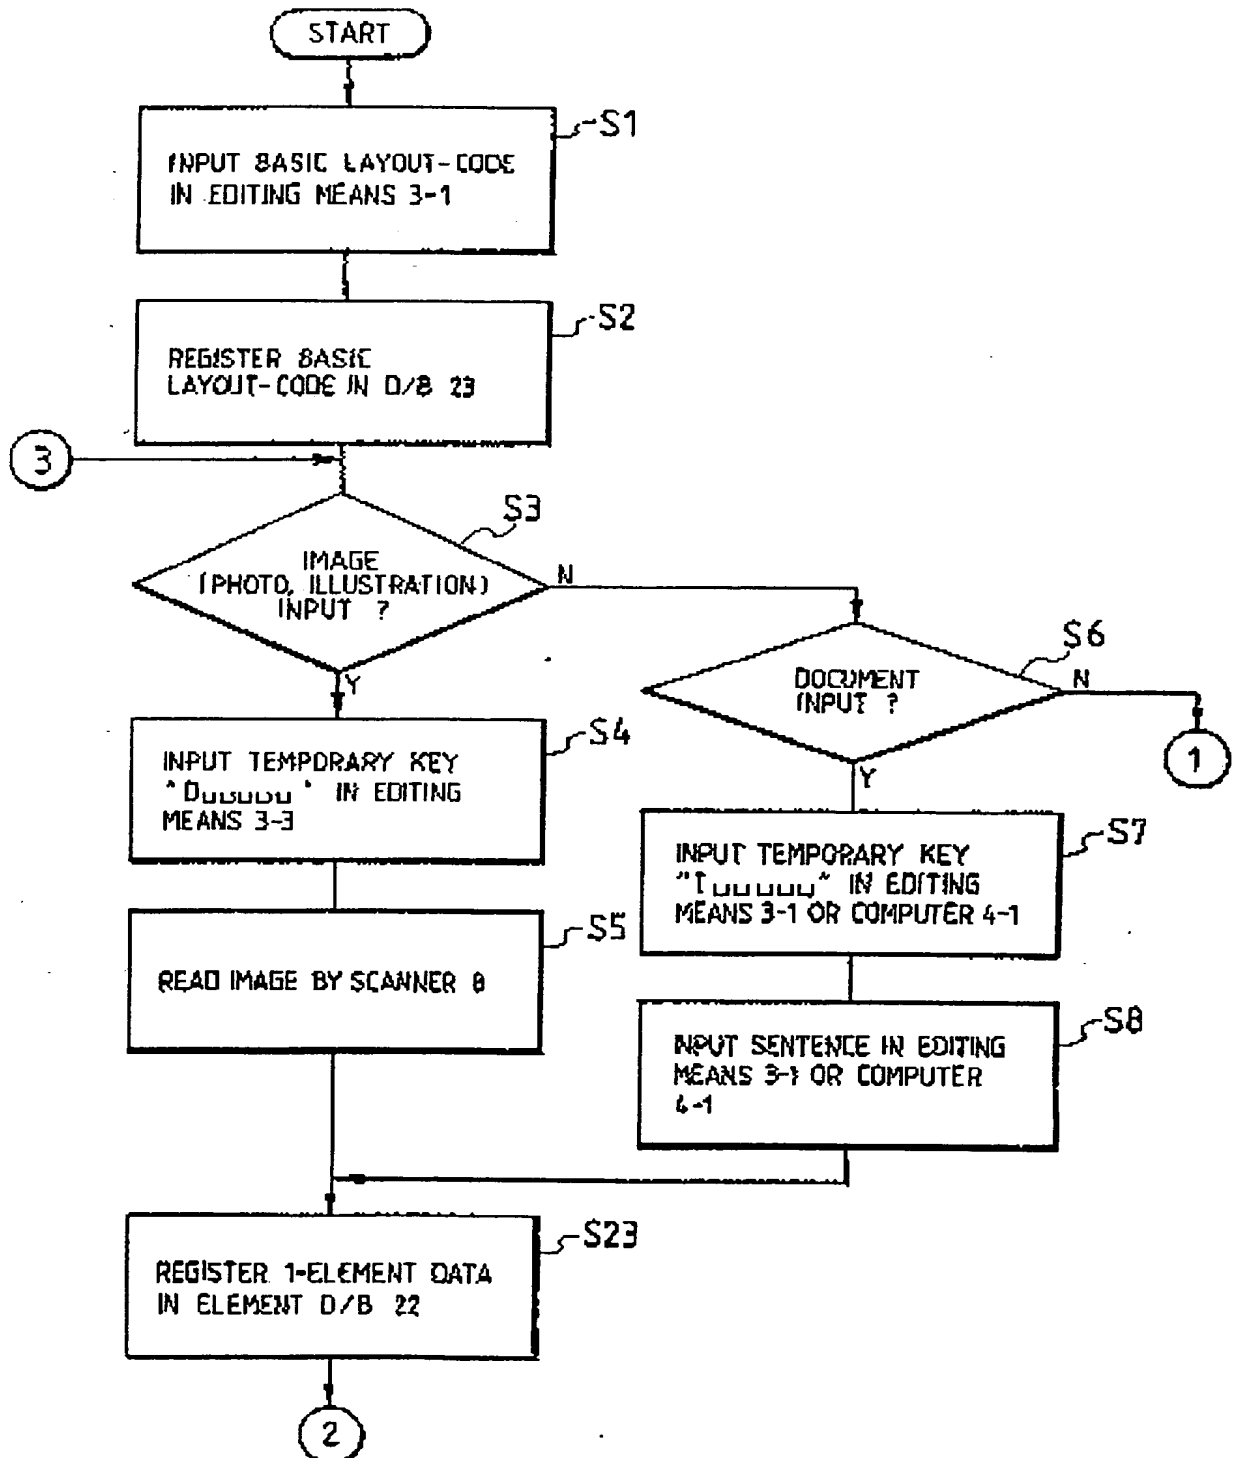 START
S1
INPUT BASIC LAYOUT-CODE
IN EDITING MEANS 3-1
S2
REGISTER BASIC
LAYOUT-CODE IN D/B 23
3
S3
IMAGE
(PHOTO, ILLUSTRATION)
INPUT ?
N
Y
S6
DOCUMENT
INPUT ?
N
1
Y
S4
INPUT TEMPORARY KEY
"D␣␣␣␣␣" IN EDITING
MEANS 3-3
S7
INPUT TEMPORARY KEY
"T␣␣␣␣␣" IN EDITING
MEANS 3-1 OR COMPUTER 4-1
S5
READ IMAGE BY SCANNER 8
S8
INPUT SENTENCE IN EDITING
MEANS 3-1 OR COMPUTER
4-1
S23
REGISTER 1-ELEMENT DATA
IN ELEMENT D/B 22
2